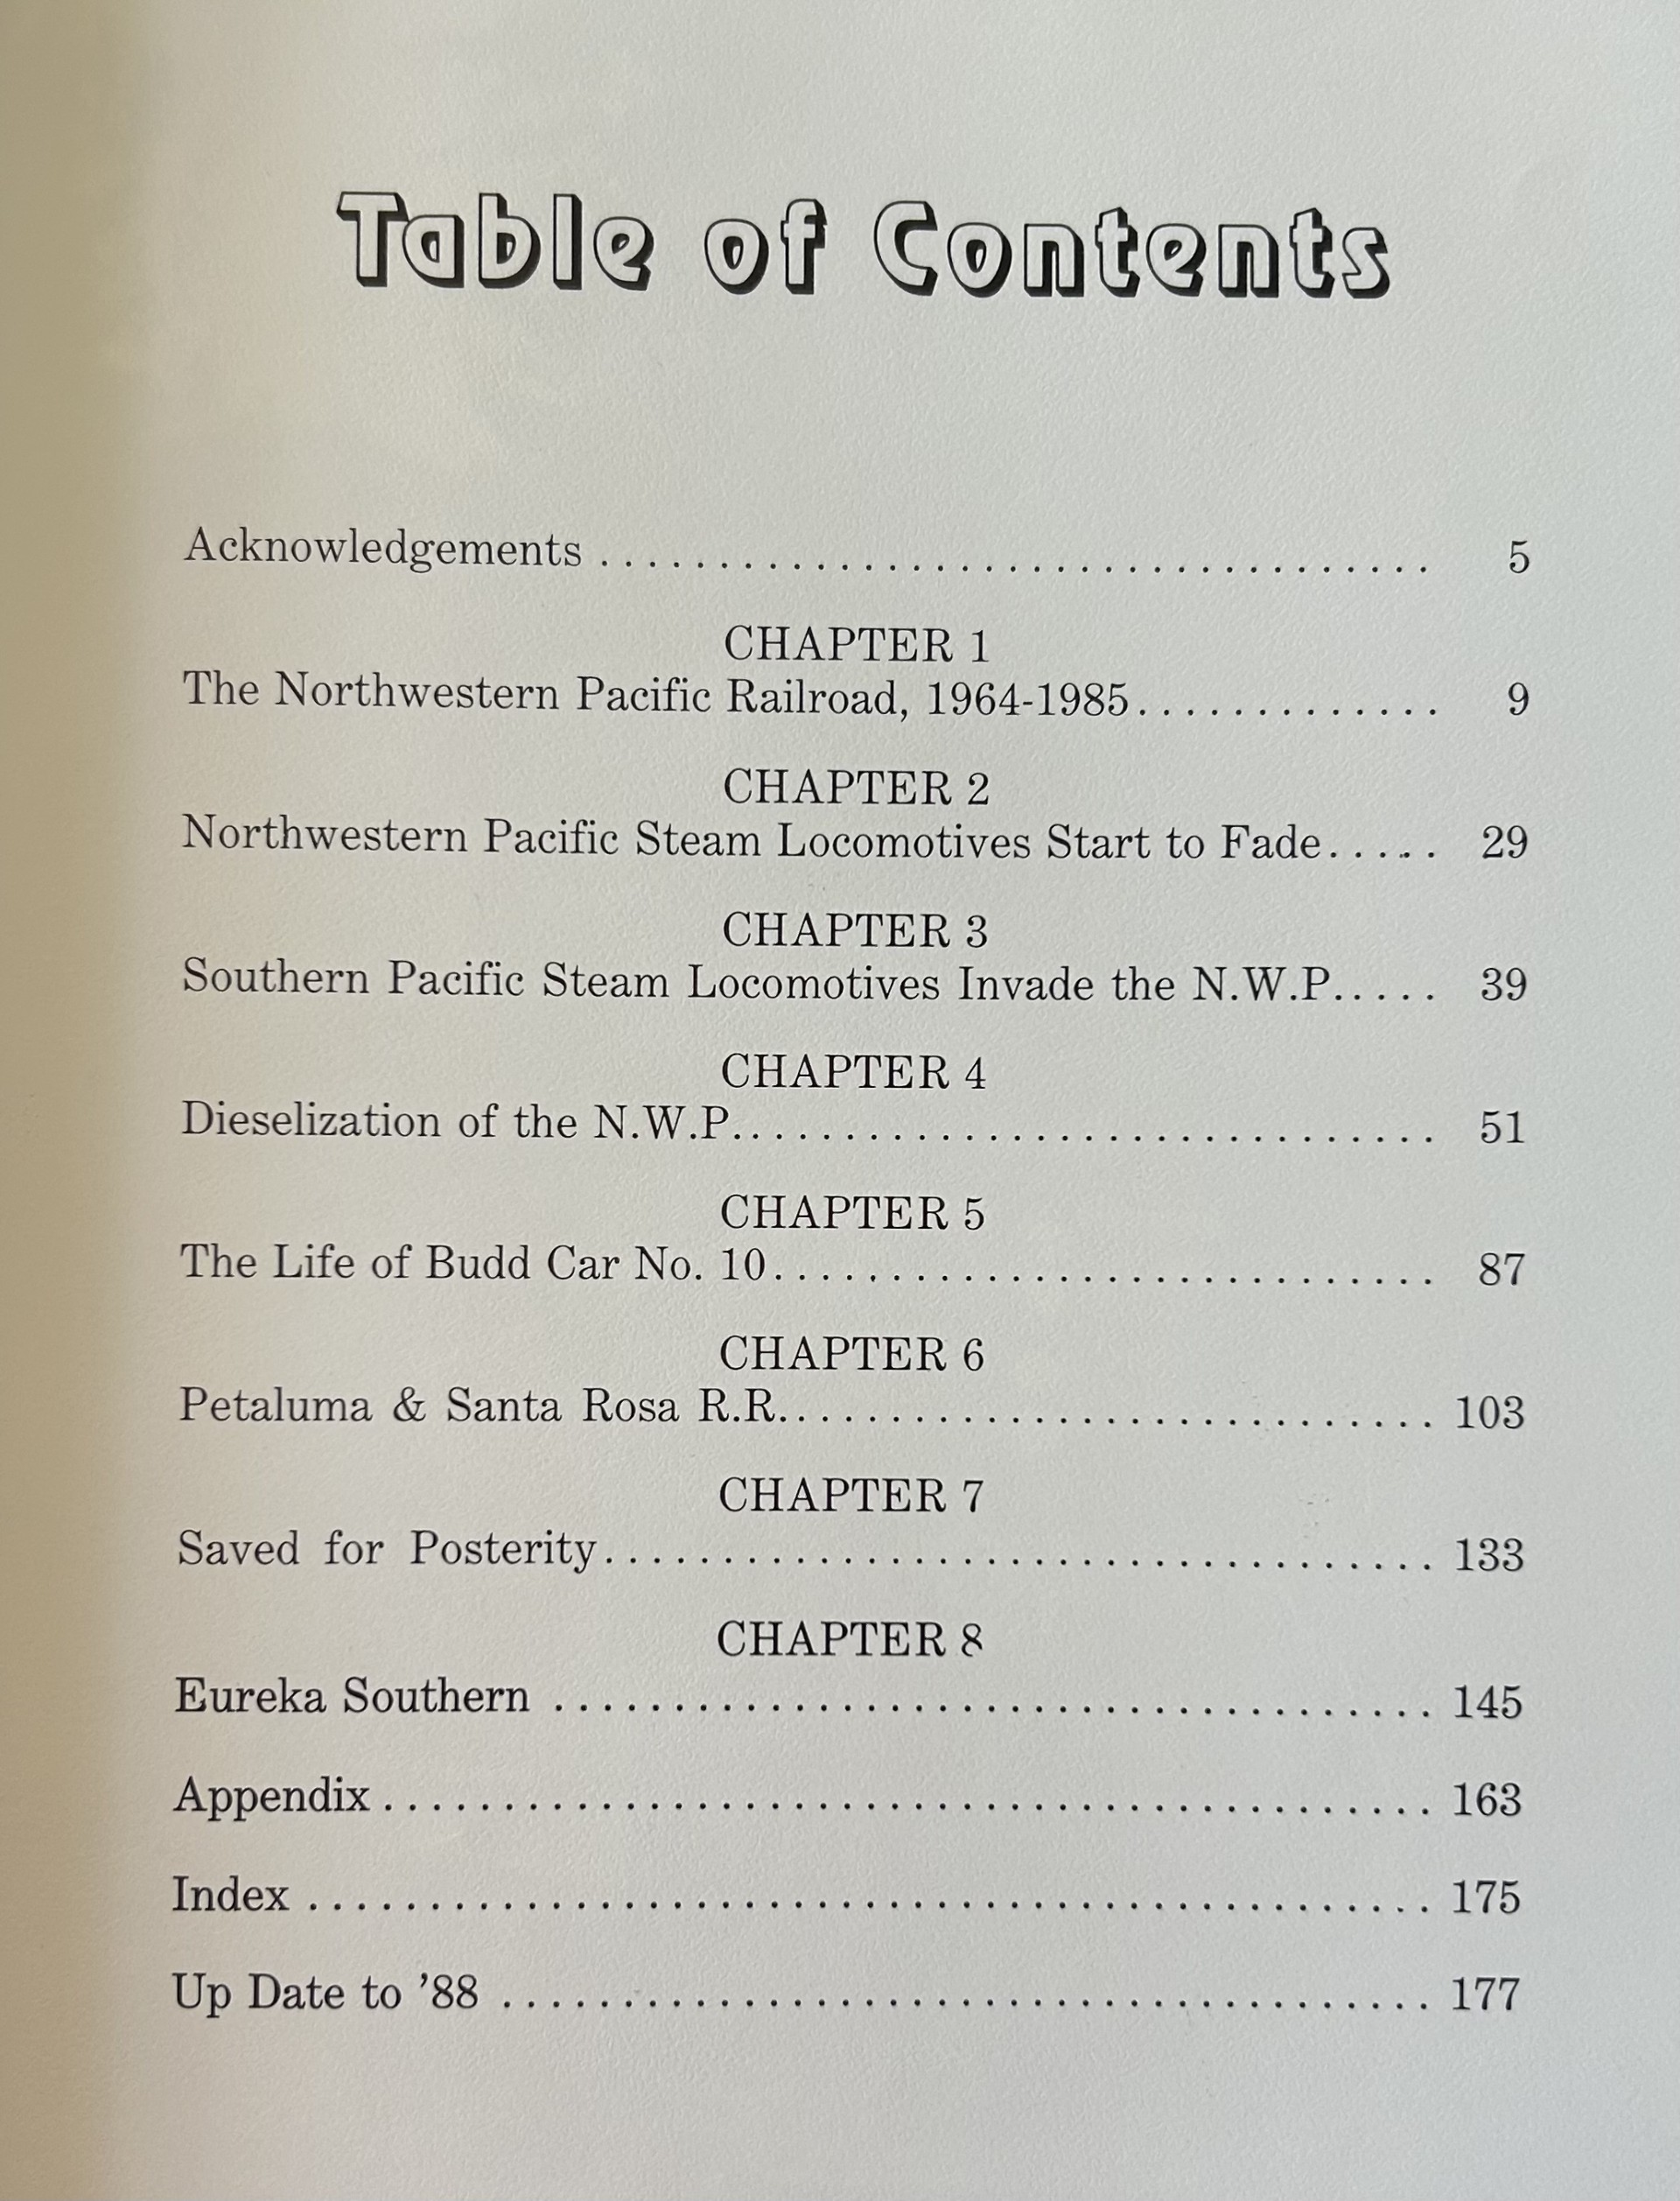 Table of Contents
Acknowledgements . . . . . . . . . . . . . . . . . . . . . . . . . . . . . . . . . . . 5
CHAPTER 1
The Northwestern Pacific Railroad, 1964-1985. . . . . . . . . . . . . 9
CHAPTER 2
Northwestern Pacific Steam Locomotives Start to Fade. . . . . 29
CHAPTER 3
Southern Pacific Steam Locomotives Invade the N.W.P. . . . . 39
CHAPTER 4
Dieselization of the N.W.P. . . . . . . . . . . . . . . . . . . . . . . . . . . . . . 51
CHAPTER 5
The Life of Budd Car No. 10. . . . . . . . . . . . . . . . . . . . . . . . . . . . 87
CHAPTER 6
Petaluma & Santa Rosa R.R. . . . . . . . . . . . . . . . . . . . . . . . . . . . 103
CHAPTER 7
Saved for Posterity. . . . . . . . . . . . . . . . . . . . . . . . . . . . . . . . . . . 133
CHAPTER 8
Eureka Southern . . . . . . . . . . . . . . . . . . . . . . . . . . . . . . . . . . . . . 145
Appendix . . . . . . . . . . . . . . . . . . . . . . . . . . . . . . . . . . . . . . . . . . . . 163
Index . . . . . . . . . . . . . . . . . . . . . . . . . . . . . . . . . . . . . . . . . . . . . . . 175
Up Date to ’88 . . . . . . . . . . . . . . . . . . . . . . . . . . . . . . . . . . . . . . . 177